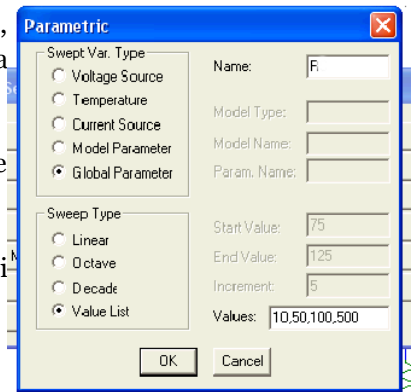 Parametric
Swept Var. Type
Voltage Source
Temperature
Current Source
Model Parameter
Global Parameter
Name: R
Model Type:
Model Name:
Param. Name:
Sweep Type
Linear
Octave
Decade
Value List
Start Value: 75
End Value: 125
Increment: 5
Values: 10,50,100,500
OK Cancel